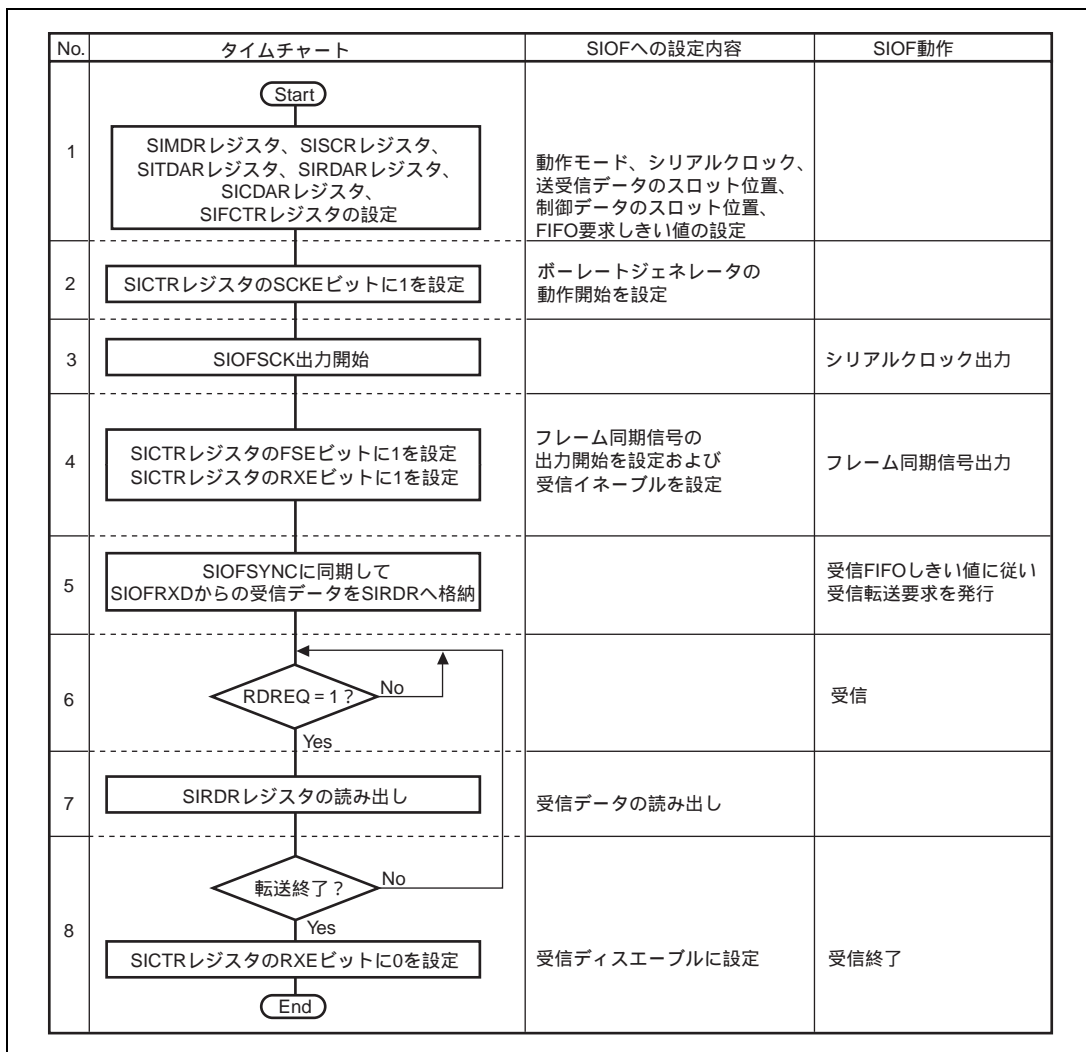 No.
タイムチャート
SIOFへの設定内容
SIOF動作
1
Start
SIMDRレジスタ、SISCRレジスタ、
SITDARレジスタ、SIRDARレジスタ、
SICDARレジスタ、
SIFCTRレジスタの設定
動作モード、シリアルクロック、
送受信データのスロット位置、
制御データのスロット位置、
FIFO要求しきい値の設定
2
SICTRレジスタのSCKEビットに1を設定
ボーレートジェネレータの
動作開始を設定
3
SIOFSCK出力開始
シリアルクロック出力
4
SICTRレジスタのFSEビットに1を設定
SICTRレジスタのRXEビットに1を設定
フレーム同期信号の
出力開始を設定および
受信イネーブルを設定
フレーム同期信号出力
5
SIOFSYNCに同期して
SIOFRXDからの受信データをSIRDRへ格納
受信FIFOしきい値に従い
受信転送要求を発行
6
RDREQ = 1 ?
No
Yes
受信
7
SIRDRレジスタの読み出し
受信データの読み出し
8
転送終了?
No
Yes
SICTRレジスタのRXEビットに0を設定
受信ディスエーブルに設定
受信終了
End